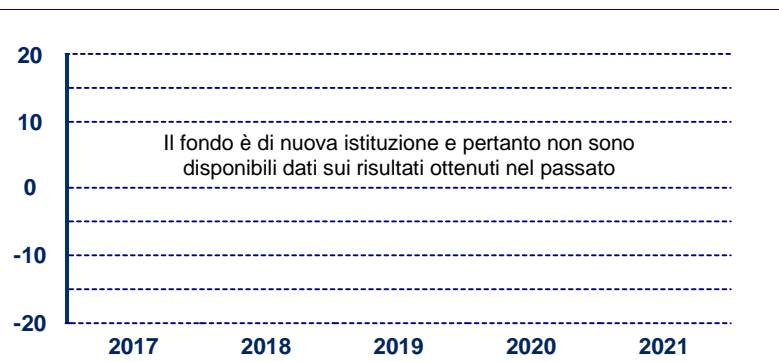 20
10
Il fondo è di nuova istituzione e pertanto non sono
disponibili dati sui risultati ottenuti nel passato
0
-10
-20
2017 2018 2019 2020 2021